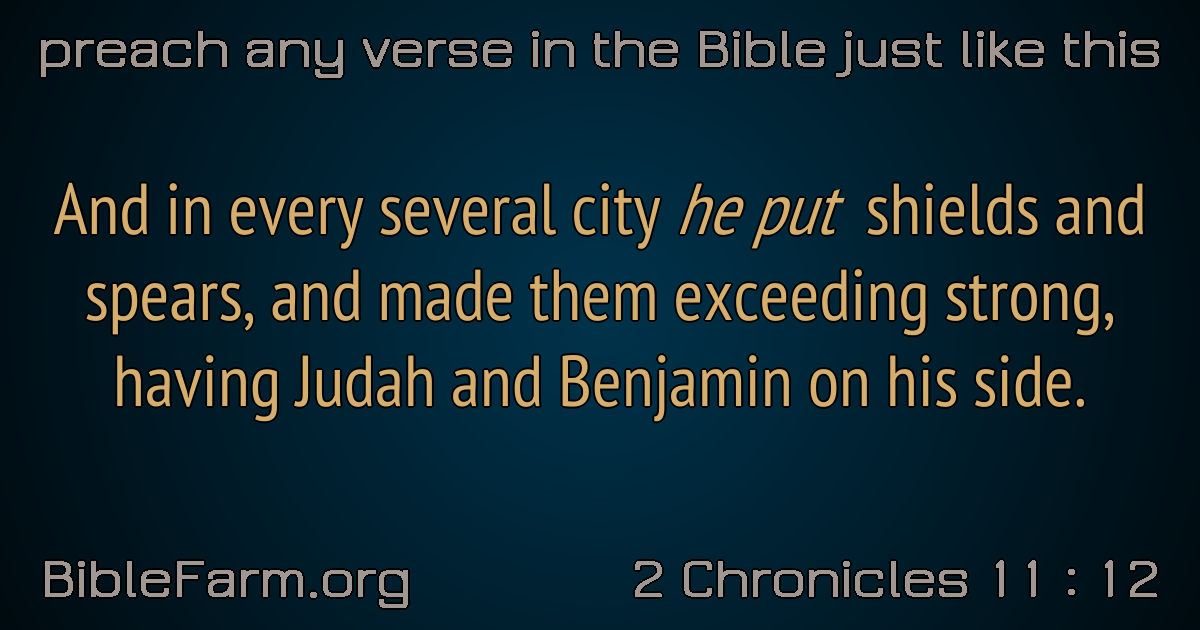 preach any verse in the Bible just like this
And in every several city he put shields and
spears, and made them exceeding strong,
having Judah and Benjamin on his side.
BibleFarm.org
2 Chronicles 11 : 12